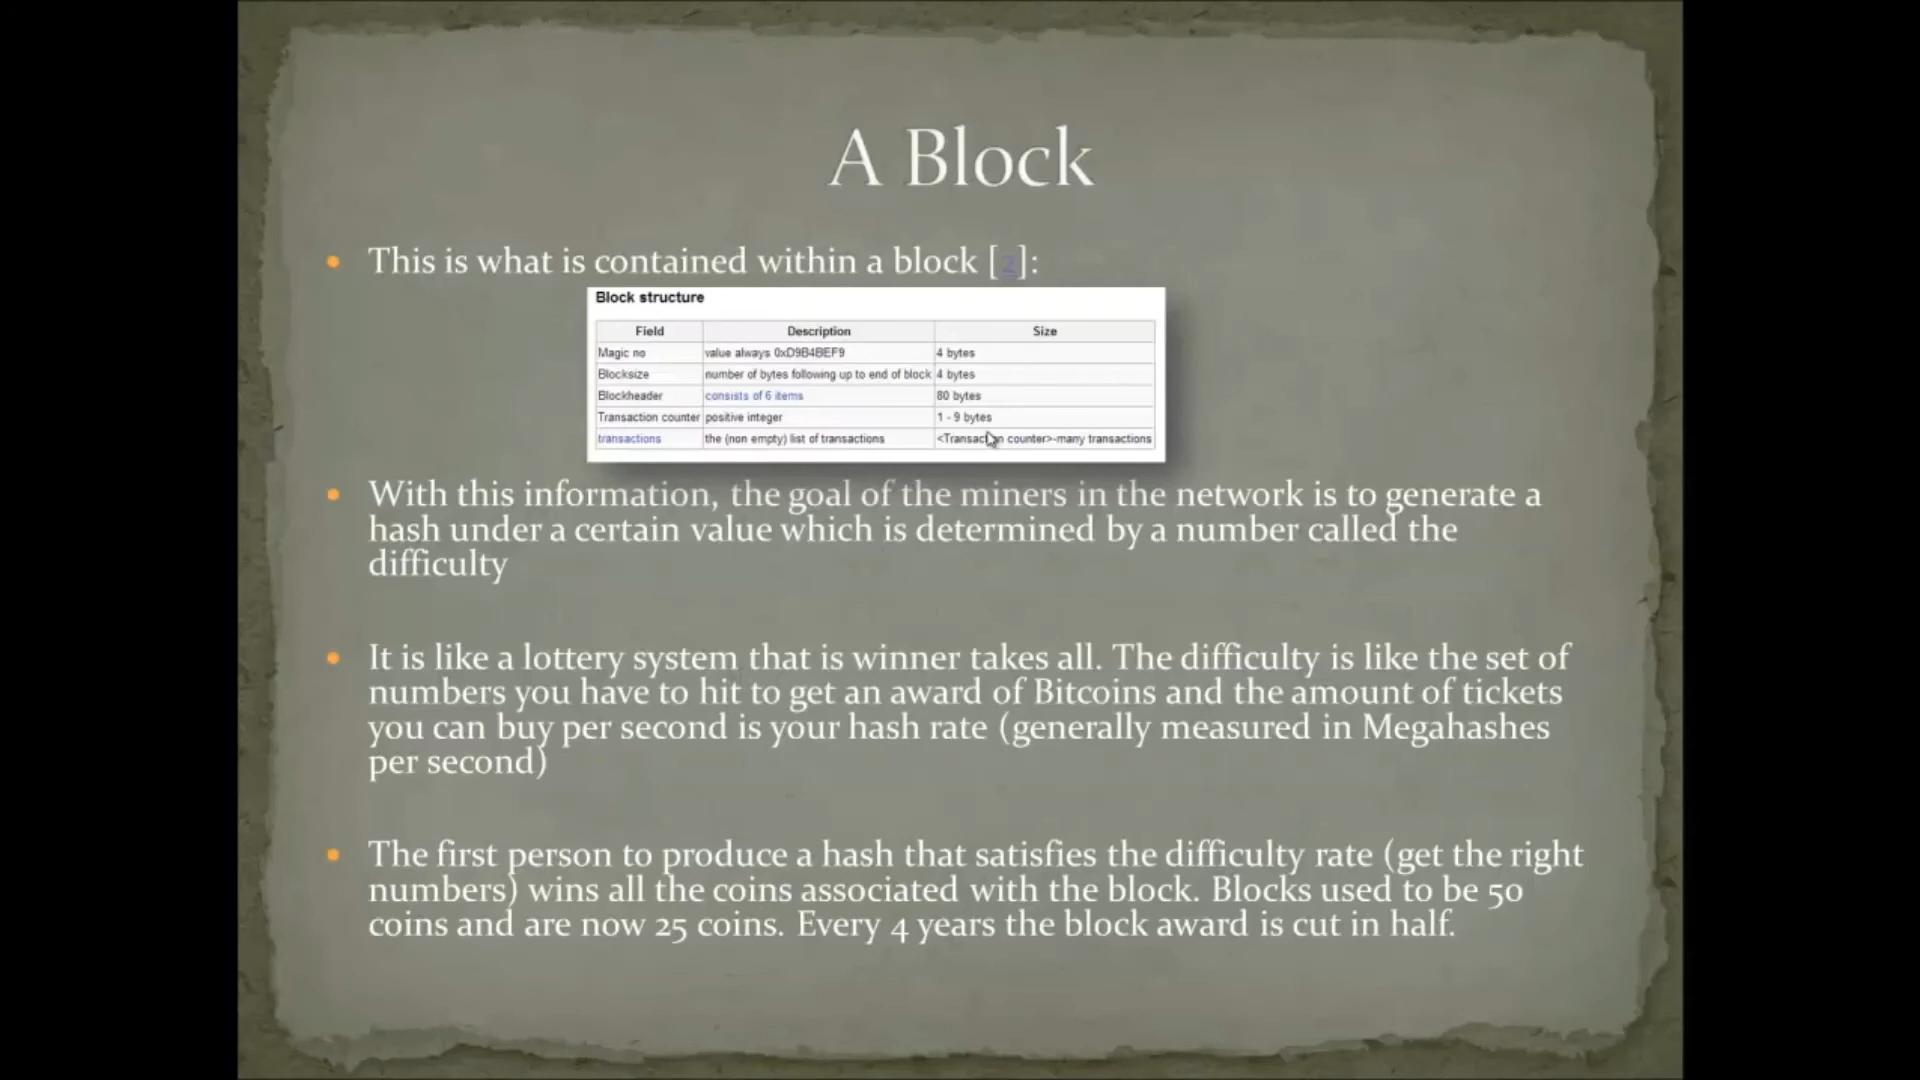 A Block
• This is what is contained within a block [2]:
Block structure
Field Description Size
Magic no value always 0xD9B4BEF9 4 bytes
Blocksize number of bytes following up to end of block 4 bytes
Blockheader consists of 6 items 80 bytes
Transaction counter positive integer 1 - 9 bytes
transactions the (non empty) list of transactions <Transaction counter>-many transactions
• With this information, the goal of the miners in the network is to generate a
hash under a certain value which is determined by a number called the
difficulty
• It is like a lottery system that is winner takes all. The difficulty is like the set of
numbers you have to hit to get an award of Bitcoins and the amount of tickets
you can buy per second is your hash rate (generally measured in Megahashes
per second)
• The first person to produce a hash that satisfies the difficulty rate (get the right
numbers) wins all the coins associated with the block. Blocks used to be 50
coins and are now 25 coins. Every 4 years the block award is cut in half.